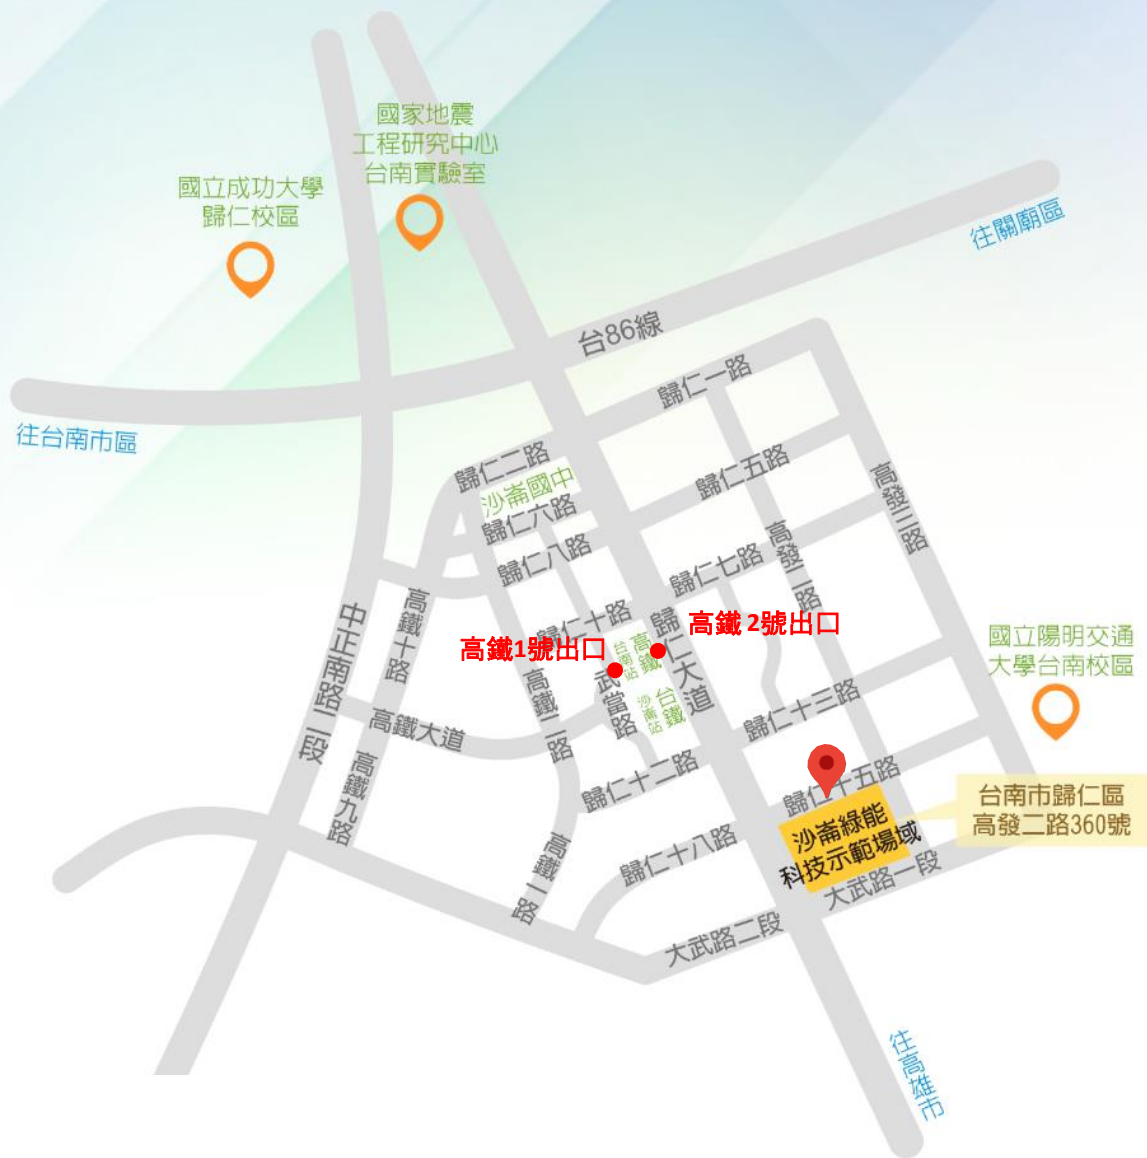 國家地震
工程研究中心
台南實驗室
國立成功大學
歸仁校區
往關廟區
台86線
歸仁一路
往台南市區
歸仁二路
沙崙國中
歸仁五路
歸仁六路
高發三路
歸仁八路
歸仁七路
高發二路
高鐵十路
中正南路二段
歸仁十路
歸仁大道
高鐵 2號出口
高鐵1號出口
高鐵
台南站
國立陽明交通
大學台南校區
武當路
台鐵
沙崙站
高鐵二路
高鐵大道
歸仁十三路
高鐵九路
歸仁十二路
歸仁十五路
台南市歸仁區
高發二路360號
沙崙綠能
科技示範場域
高鐵一路
歸仁十八路
大武路一段
大武路二段
往高雄市